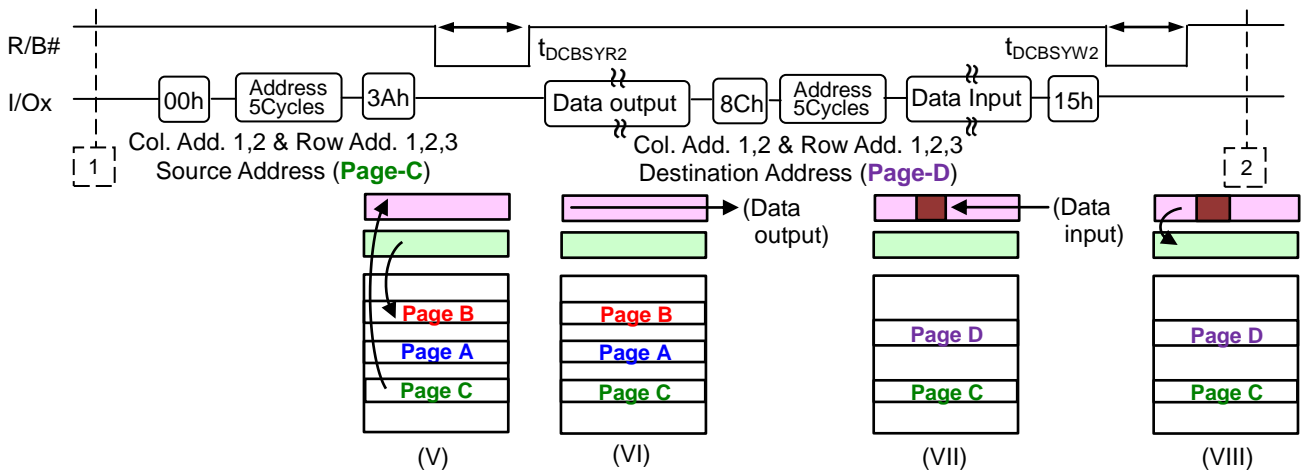 R/B#
tDCBSYR2
tDCBSYW2
I/Ox
00h
Address
5Cycles
3Ah
Data output
8Ch
Address
5Cycles
Data Input
15h
Col. Add. 1,2 & Row Add. 1,2,3
Source Address (Page-C)
Col. Add. 1,2 & Row Add. 1,2,3
Destination Address (Page-D)
1
2
(Data
output)
(Data
input)
Page B
Page A
Page C
Page B
Page A
Page C
Page D
Page C
Page D
Page C
(V)
(VI)
(VII)
(VIII)